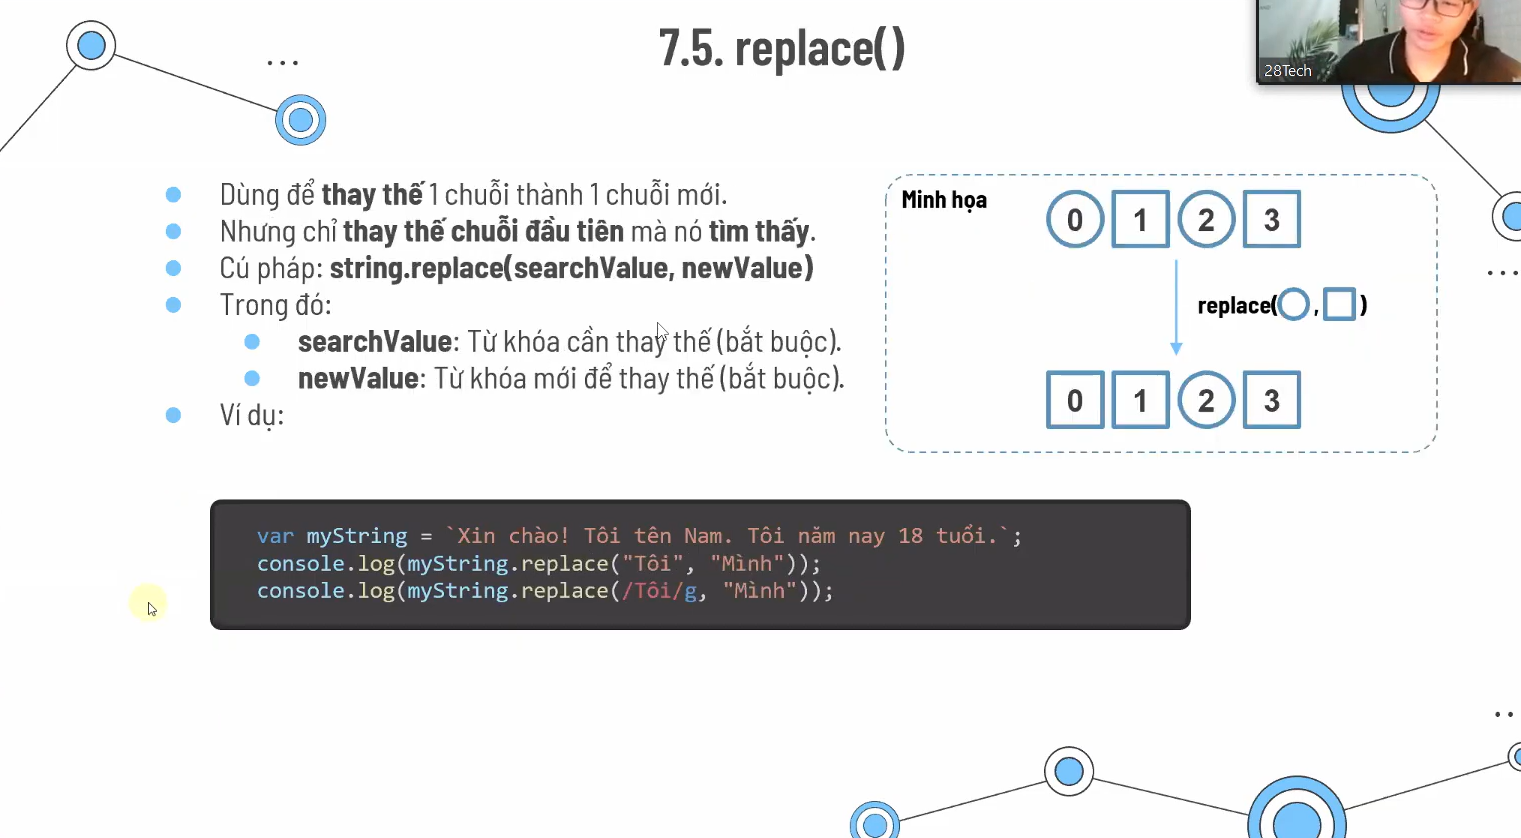 7.5. replace()
28Tech
Dùng để thay thế 1 chuỗi thành 1 chuỗi mới.
Nhưng chỉ thay thế chuỗi đầu tiên mà nó tìm thấy.
Cú pháp: string.replace(searchValue, newValue)
Trong đó:
searchValue: Từ khóa cần thay thế (bắt buộc).
newValue: Từ khóa mới để thay thế (bắt buộc).
Ví dụ:
Minh họa
0 1 2 3
replace( , )
0 1 2 3
var myString = `Xin chào! Tôi tên Nam. Tôi năm nay 18 tuổi.`;
console.log(myString.replace("Tôi", "Mình"));
console.log(myString.replace(/Tôi/g, "Mình"));